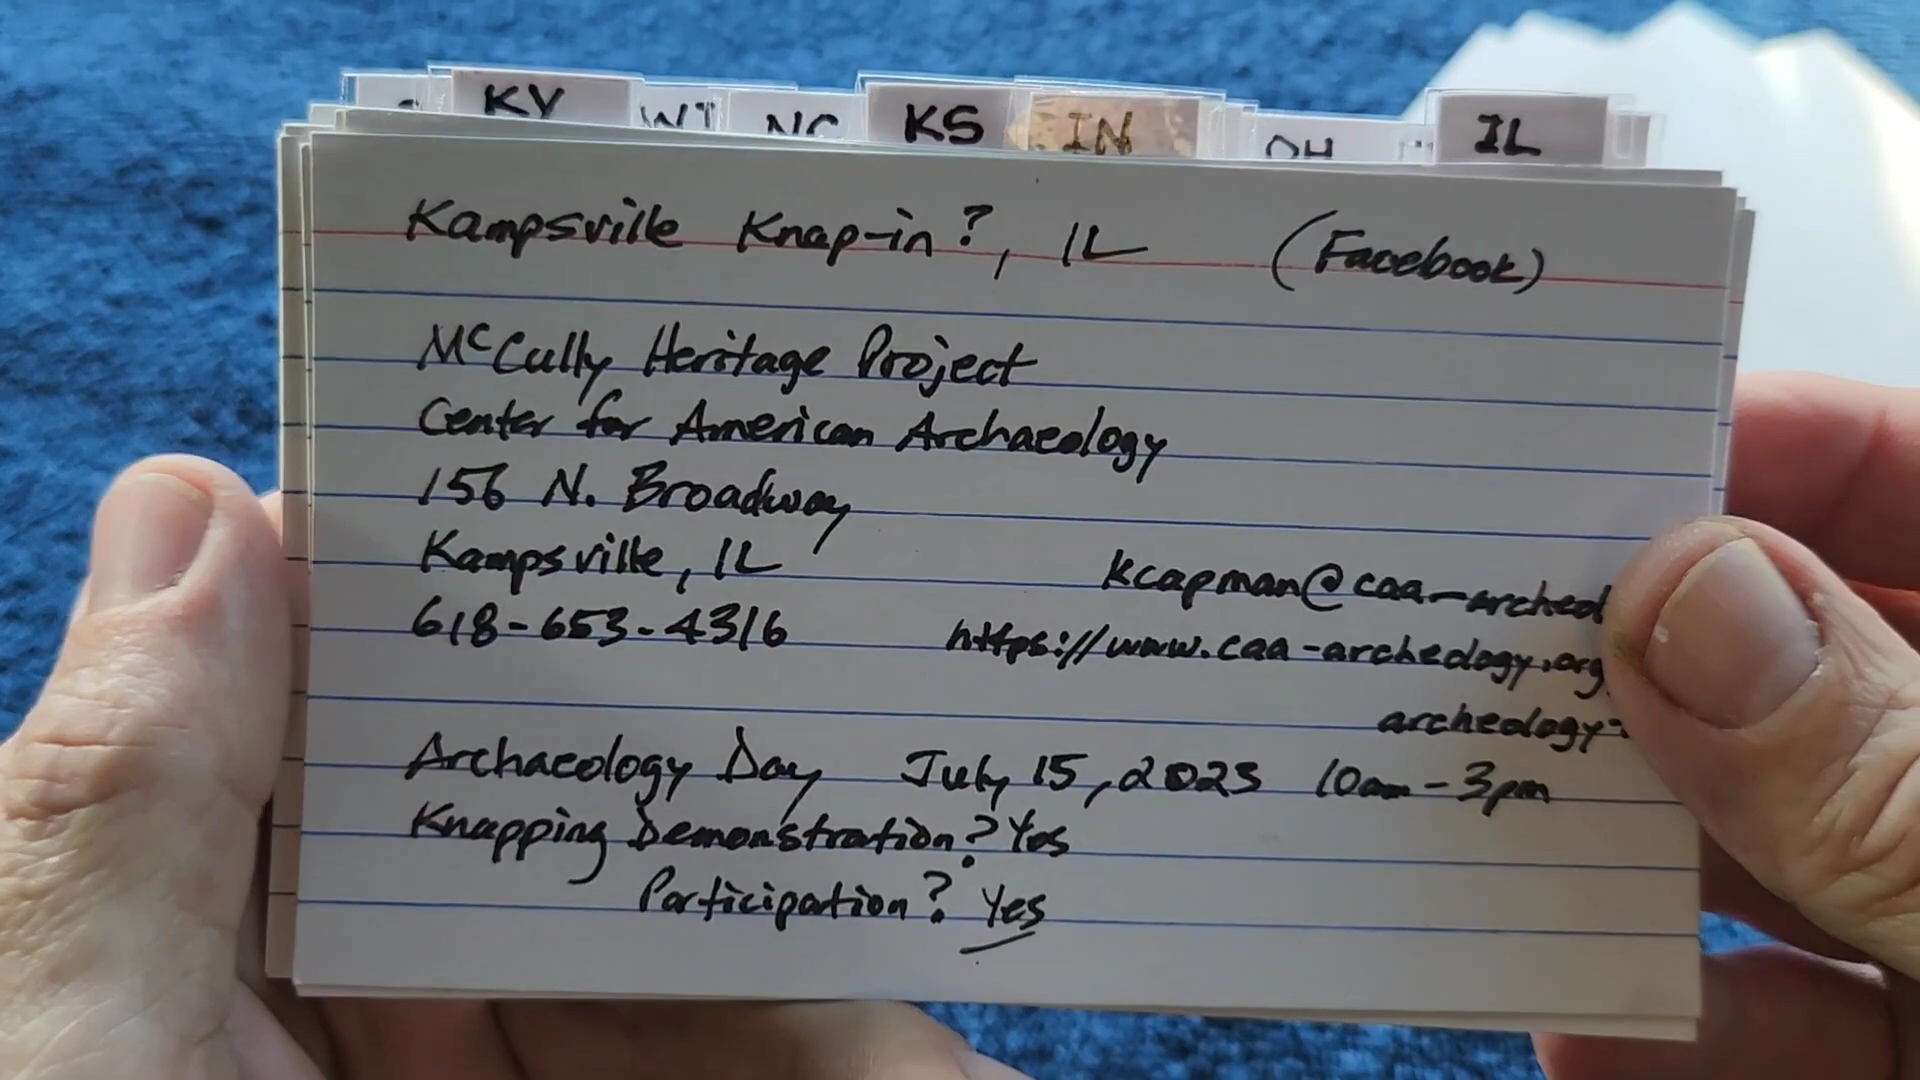 KY WI NC KS IN OH IL
Kampsville Knap-in?, IL (Facebook)
McCully Heritage Project
Center for American Archaeology
156 N. Broadway
Kampsville, IL kcapman@caa-archeol
618-653-4316 https://www.caa-archeology.org
archeology-
Archaeology Day July 15, 2023 10am-3pm
Knapping Demonstration? Yes
Participation? Yes